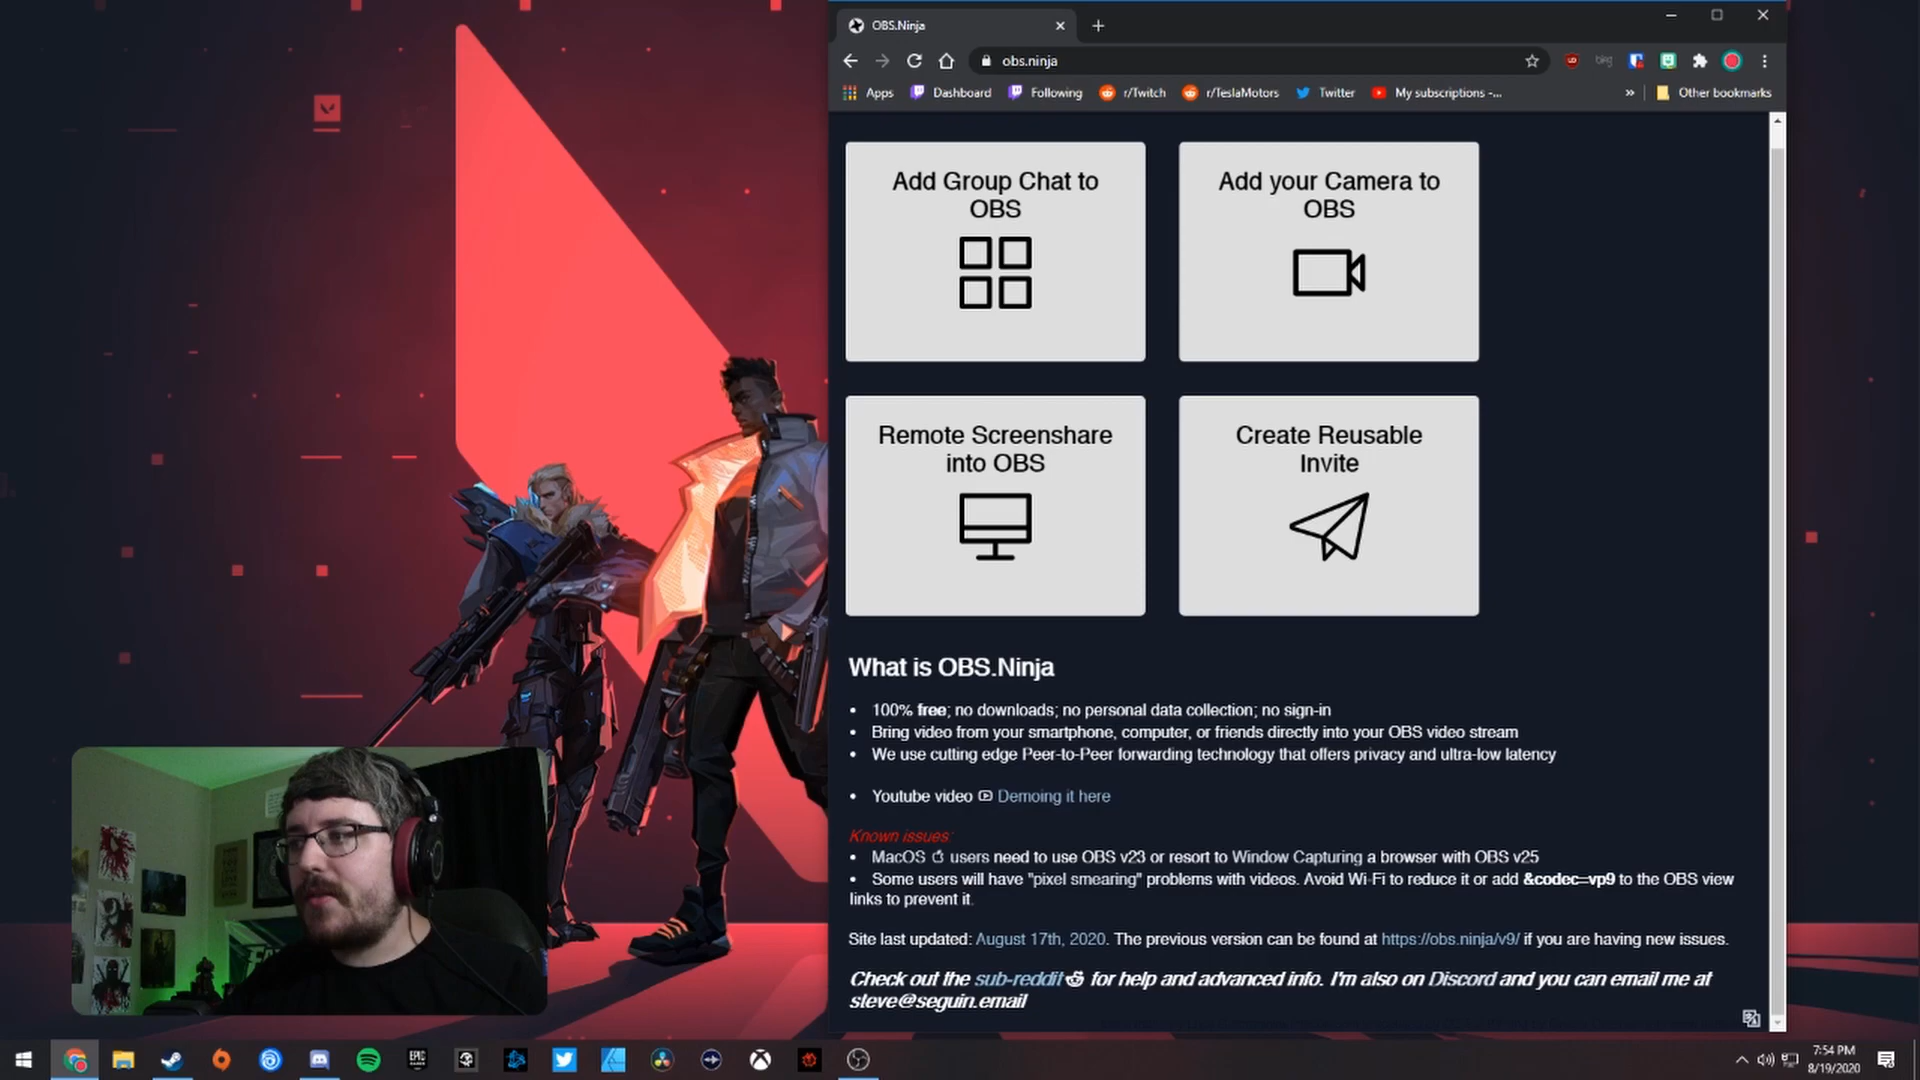 OBS.Ninja
obs.ninja
Apps
Dashboard
Following
r/Twitch
r/TeslaMotors
Twitter
My subscriptions -...
»
Other bookmarks
Add Group Chat to
OBS
Add your Camera to
OBS
Remote Screenshare
into OBS
Create Reusable
Invite
What is OBS.Ninja
• 100% free; no downloads; no personal data collection; no sign-in
• Bring video from your smartphone, computer, or friends directly into your OBS video stream
• We use cutting edge Peer-to-Peer forwarding technology that offers privacy and ultra-low latency
• Youtube video Demoing it here
Known issues:
• MacOS users need to use OBS v23 or resort to Window Capturing a browser with OBS v25
• Some users will have "pixel smearing" problems with videos. Avoid Wi-Fi to reduce it or add &codec=vp9 to the OBS view
links to prevent it.
Site last updated: August 17th, 2020. The previous version can be found at https://obs.ninja/v9/ if you are having new issues.
Check out the sub-reddit for help and advanced info. I'm also on Discord and you can email me at
steve@seguin.email
EPIC
7:54 PM
8/19/2020